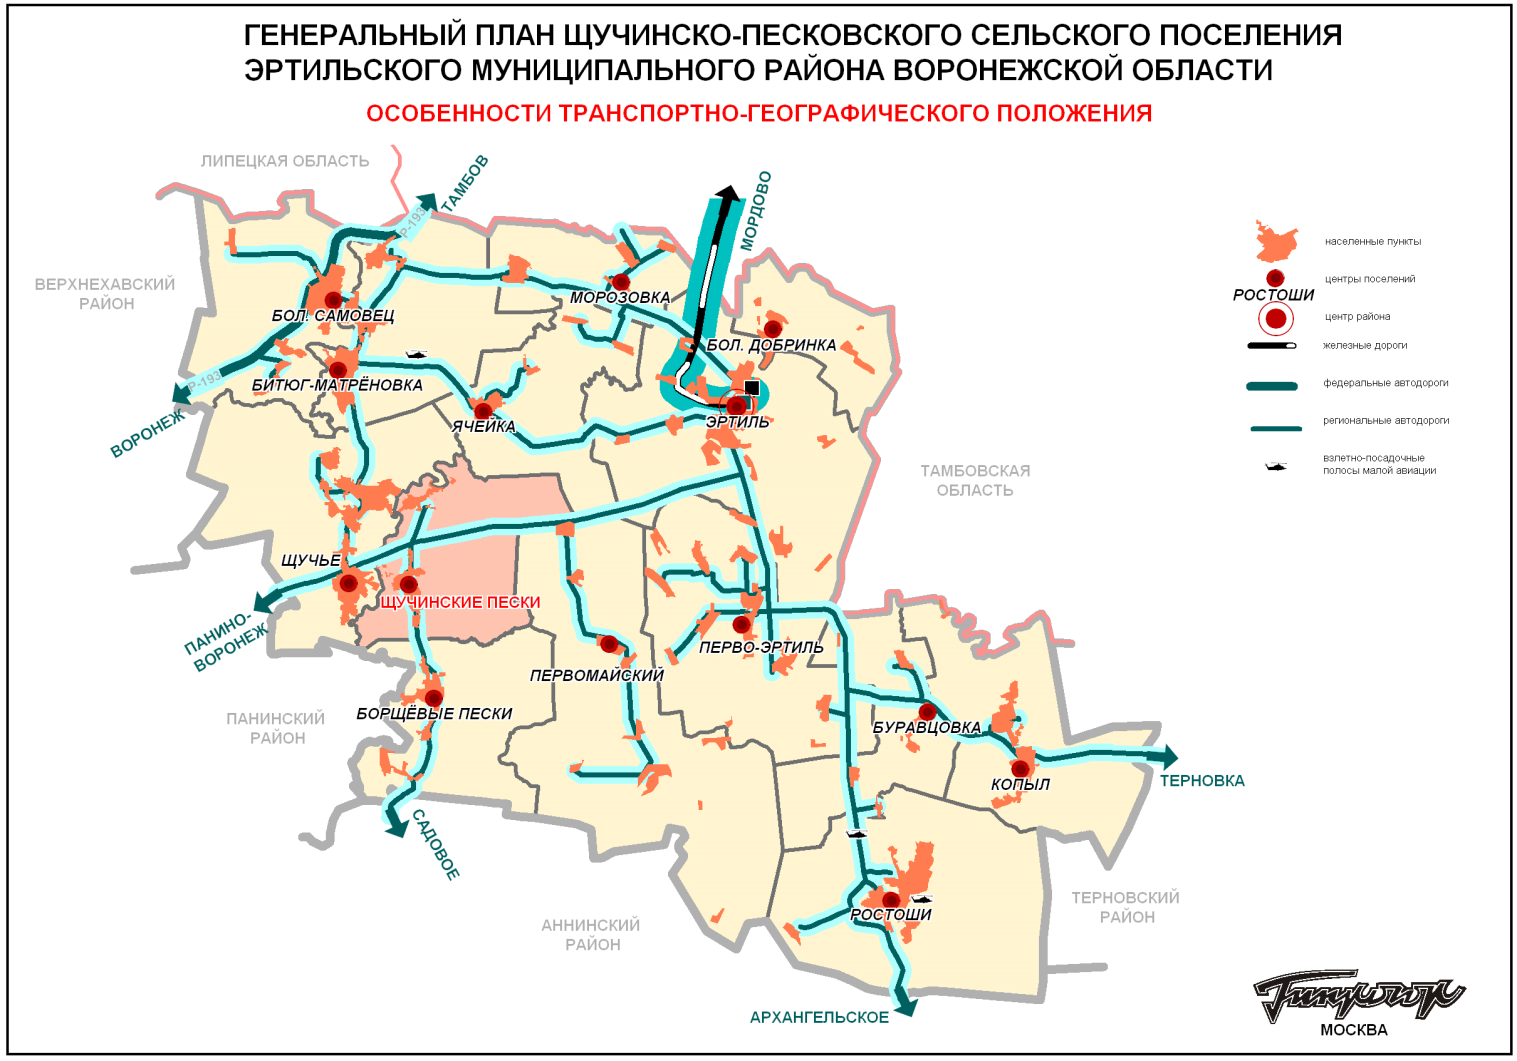 ГЕНЕРАЛЬНЫЙ ПЛАН ЩУЧИНСКО-ПЕСКОВСКОГО СЕЛЬСКОГО ПОСЕЛЕНИЯ
ЭРТИЛЬСКОГО МУНИЦИПАЛЬНОГО РАЙОНА ВОРОНЕЖСКОЙ ОБЛАСТИ
ОСОБЕННОСТИ ТРАНСПОРТНО-ГЕОГРАФИЧЕСКОГО ПОЛОЖЕНИЯ
ЛИПЕЦКАЯ ОБЛАСТЬ
ТАМБОВ
МОРДОВО
Р-193
ВЕРХНЕХАВСКИЙ
РАЙОН
МОРОЗОВКА
БОЛ. САМОВЕЦ
БОЛ. ДОБРИНКА
Р-193
БИТЮГ-МАТРЁНОВКА
ВОРОНЕЖ
ЯЧЕЙКА
ЭРТИЛЬ
ТАМБОВСКАЯ
ОБЛАСТЬ
ЩУЧЬЕ
ЩУЧИНСКИЕ ПЕСКИ
ПАНИНО-
ВОРОНЕЖ
ПЕРВО-ЭРТИЛЬ
ПЕРВОМАЙСКИЙ
БОРЩЁВЫЕ ПЕСКИ
ПАНИНСКИЙ
РАЙОН
БУРАВЦОВКА
КОПЫЛ
ТЕРНОВКА
САДОВОЕ
АННИНСКИЙ
РАЙОН
РОСТОШИ
ТЕРНОВСКИЙ
РАЙОН
АРХАНГЕЛЬСКОЕ
населенные пункты
центры поселений
РОСТОШИ
центр района
железные дороги
федеральные автодороги
региональные автодороги
взлетно-посадочные
полосы малой авиации
Гипрогор
МОСКВА